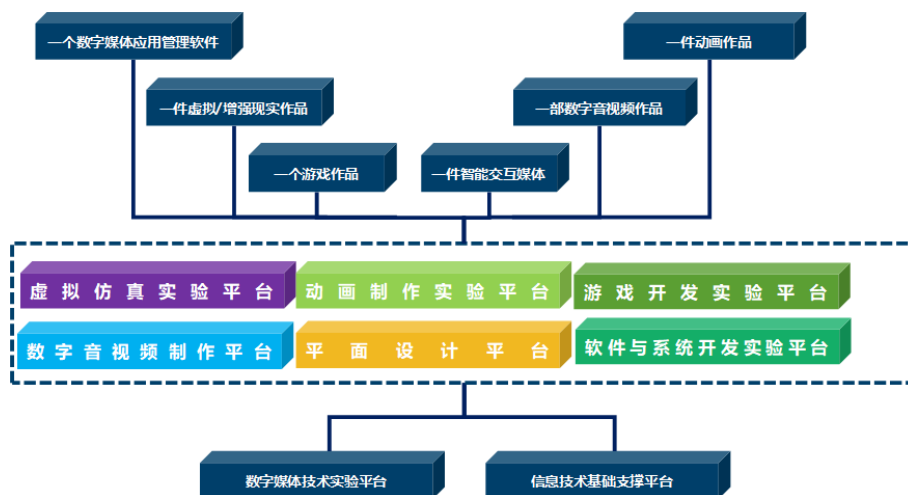 一个数字媒体应用管理软件
一件动画作品
一件虚拟/增强现实作品
一部数字音视频作品
一个游戏作品
一件智能交互媒体
虚拟仿真实验平台
动画制作实验平台
游戏开发实验平台
数字音视频制作平台
平面设计平台
软件与系统开发实验平台
数字媒体技术实验平台
信息技术基础支撑平台